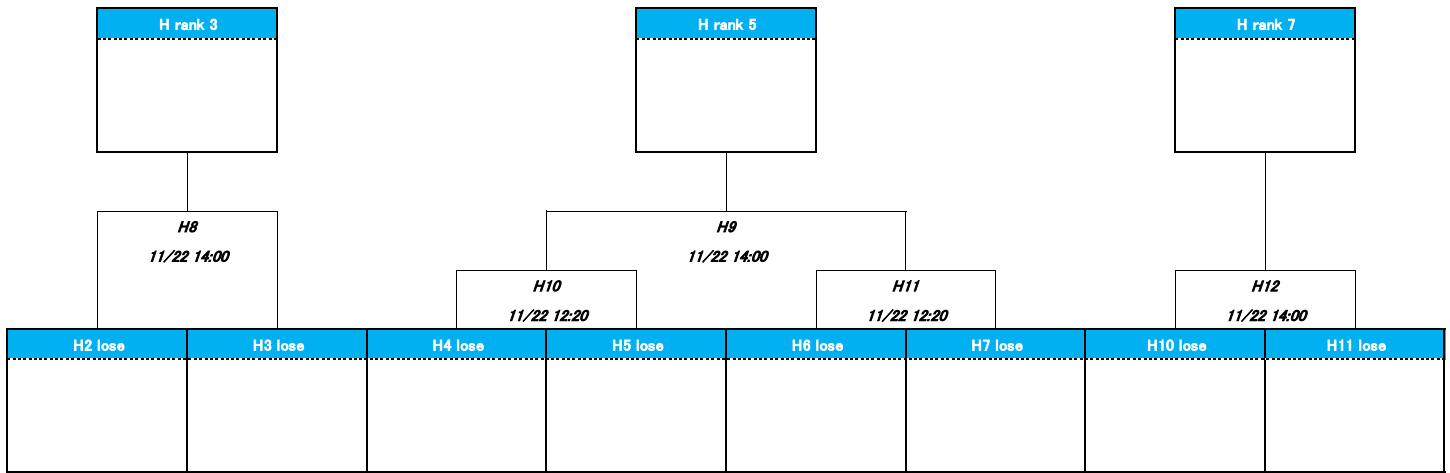 H rank 3
H rank 5
H rank 7
H8
H9
11/22 14:00
11/22 14:00
H10
H11
H12
11/22 12:20
11/22 12:20
11/22 14:00
H2 lose
H3 lose
H4 lose
H5 lose
H6 lose
H7 lose
H10 lose
H11 lose